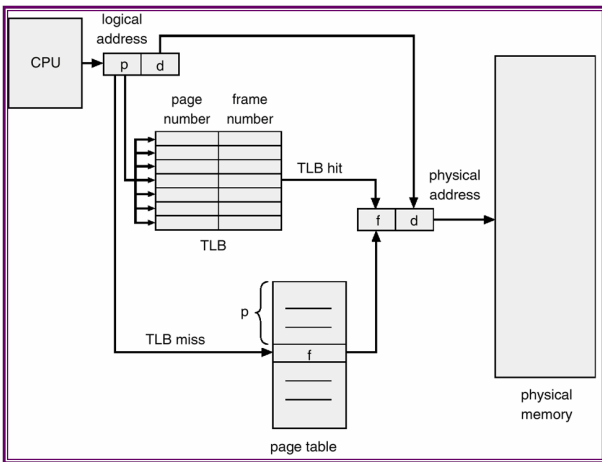 logical
address
CPU
p
d
page
number
frame
number
TLB hit
physical
address
f
d
TLB
p
TLB miss
f
page table
physical
memory